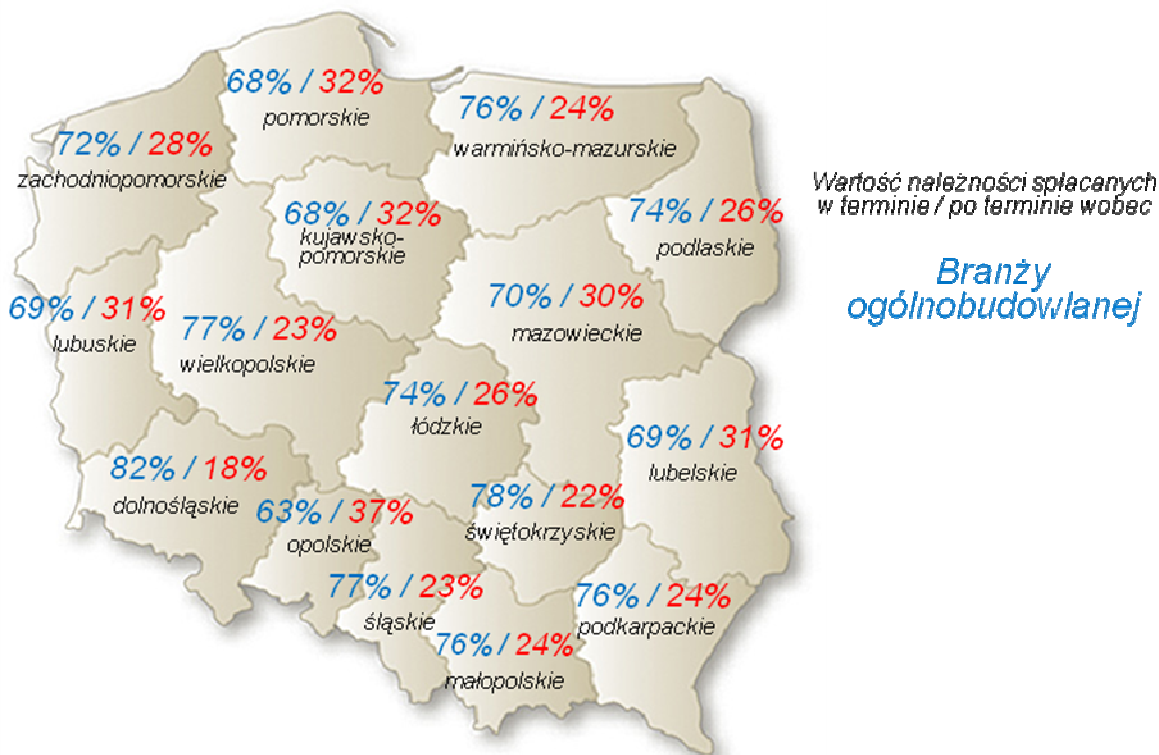 68% / 32%
pomorskie
76% / 24%
warmińsko-mazurskie
72% / 28%
zachodniopomorskie
Wartość należności spłacanych
w terminie / po terminie wobec
68% / 32%
kujawsko-
pomorskie
74% / 26%
podlaskie
Branży
ogólnobudowlanej
69% / 31%
lubuskie
77% / 23%
wielkopolskie
70% / 30%
mazowieckie
74% / 26%
łódzkie
69% / 31%
lubelskie
82% / 18%
dolnośląskie
63% / 37%
opolskie
78% / 22%
świętokrzyskie
77% / 23%
śląskie
76% / 24%
podkarpackie
76% / 24%
małopolskie